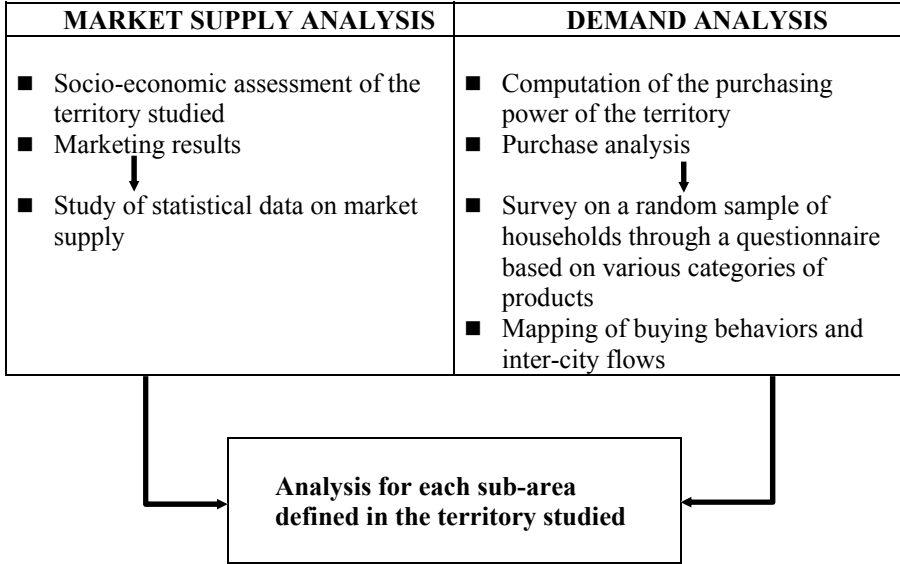 MARKET SUPPLY ANALYSIS
■ Socio-economic assessment of the
territory studied
■ Marketing results
■ Study of statistical data on market
supply
DEMAND ANALYSIS
■ Computation of the purchasing
power of the territory
■ Purchase analysis
■ Survey on a random sample of
households through a questionnaire
based on various categories of
products
■ Mapping of buying behaviors and
inter-city flows
Analysis for each sub-area
defined in the territory studied